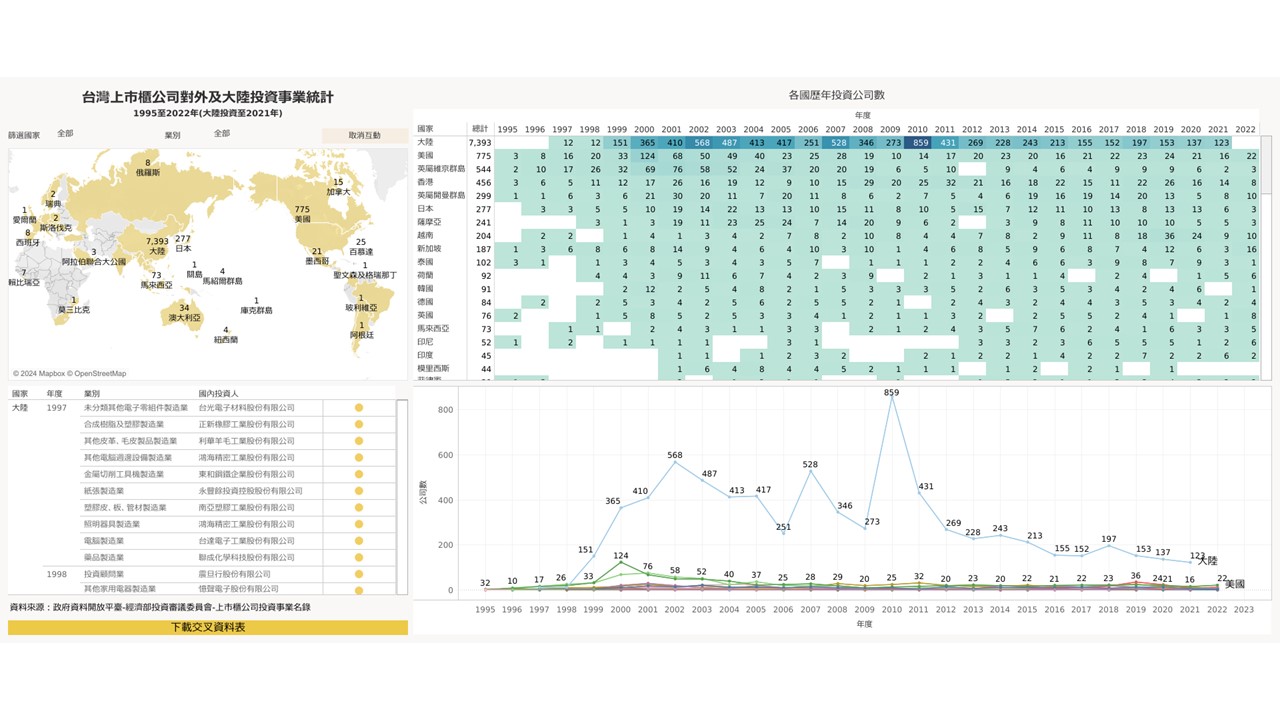 台灣上市櫃公司對外及大陸投資事業統計
1995至2022年(大陸投資至2021年)
篩選國家 全部 業別 全部 取消互動
8
俄羅斯
2
瑞典
1
愛爾蘭
2
斯洛伐克
8
西班牙
3
阿拉伯聯合大公國
7,393
大陸
277
日本
775
美國
15
加拿大
21
墨西哥
25
百慕達
1
聖文森及格瑞那丁
7
賴比瑞亞
73
馬來西亞
1
關島
4
馬紹爾群島
1
莫三比克
34
澳大利亞
1
庫克群島
1
玻利維亞
4
紐西蘭
1
阿根廷
© 2024 Mapbox © OpenStreetMap
國家 年度 業別 國內投資人
大陸 1997 未分類其他電子零組件製造業 台光電子材料股份有限公司
合成樹脂及塑膠製造業 正新橡膠工業股份有限公司
其他皮革、毛皮製品製造業 利華羊毛工業股份有限公司
其他電腦週邊設備製造業 鴻海精密工業股份有限公司
金屬切削工具機製造業 東和鋼鐵企業股份有限公司
紙張製造業 永豐餘投資控股股份有限公司
塑膠皮、板、管材製造業 南亞塑膠工業股份有限公司
照明器具製造業 鴻海精密工業股份有限公司
電腦製造業 台達電子工業股份有限公司
藥品製造業 聯成化學科技股份有限公司
1998 投資顧問業 震旦行股份有限公司
其他家用電器製造業 億聲電子股份有限公司
資料來源：政府資料開放平臺-經濟部投資審議委員會-上市櫃公司投資事業名錄
下載交叉資料表
各國歷年投資公司數
年度
國家 總計 1995 1996 1997 1998 1999 2000 2001 2002 2003 2004 2005 2006 2007 2008 2009 2010 2011 2012 2013 2014 2015 2016 2017 2018 2019 2020 2021 2022
大陸 7,393 12 12 151 365 410 568 487 413 417 251 528 346 273 859 431 269 228 243 213 155 152 197 153 137 123
美國 775 3 8 16 20 33 124 68 50 49 40 23 25 28 19 10 14 17 20 23 20 16 21 22 23 24 21 16 22
英屬維京群島 544 2 10 17 26 32 69 76 58 52 24 37 20 19 10 6 5 10 9 4 6 6 9 9 9 10 6 2 3
香港 456 3 6 5 11 12 17 26 16 19 12 9 10 15 29 20 25 32 21 16 18 22 15 11 22 26 16 14 8
英屬開曼群島 299 1 1 6 3 6 21 30 20 11 7 20 11 8 6 2 7 5 4 6 19 16 19 14 20 13 5 8 10
日本 277 3 3 5 5 10 19 14 22 13 13 10 15 11 8 10 5 15 7 12 11 10 13 8 13 13 6 3
薩摩亞 241 3 1 3 19 11 23 25 24 7 14 20 9 6 2 3 9 8 11 10 10 9 5 4 3 2
越南 204 2 2 1 4 1 3 4 7 2 8 10 8 4 4 7 8 2 9 11 7 9 18 36 24 9 10
新加坡 187 1 3 6 8 6 8 14 9 4 6 4 10 3 10 1 4 6 8 5 9 6 8 7 4 12 6 3 16
泰國 102 3 1 1 2 5 3 2 6 5 7 1 2 1 1 2 4 5 3 6 9 8 7 9 3 1
荷蘭 92 4 4 3 9 11 6 7 4 2 3 9 1 2 3 1 1 4 1 2 4 1 5 6
韓國 91 2 12 2 5 4 2 8 1 5 3 3 5 2 6 3 5 3 4 2 3 6 1
德國 84 2 2 5 3 4 2 5 6 2 5 5 2 1 2 3 4 4 3 3 3 1 4 2 7 2 4
英國 76 2 1 5 8 5 2 5 3 5 1 3 1 2 1 3 3 3 2 3 5 2 1 1 8
馬來西亞 73 1 1 2 4 3 1 1 3 3 2 1 2 4 3 3 5 7 6 2 4 1 3 3 5
印尼 52 1 2 1 1 1 1 3 1 3 3 2 4 4 5 4 3 6 2 3 2
印度 45 1 1 1 2 3 2 2 1 2 2 1 2 2 4 1 7 2 2 6 2
模里西斯 44 1 6 4 8 4 4 1 1 2 1 1 3 1 1 2 1 1 1 1
公司數
800
600
400
200
0
151 365 410 568 487 413 417 251 528 346 273 859 431 269 228 243 213 155 152 197 153 137 123 大陸
32 10 17 26 33 124 76 58 52 40 37 25 28 29 20 25 32 20 23 20 22 21 22 23 36 24 21 16 22 美國
1995 1996 1997 1998 1999 2000 2001 2002 2003 2004 2005 2006 2007 2008 2009 2010 2011 2012 2013 2014 2015 2016 2017 2018 2019 2020 2021 2022 2023
年度